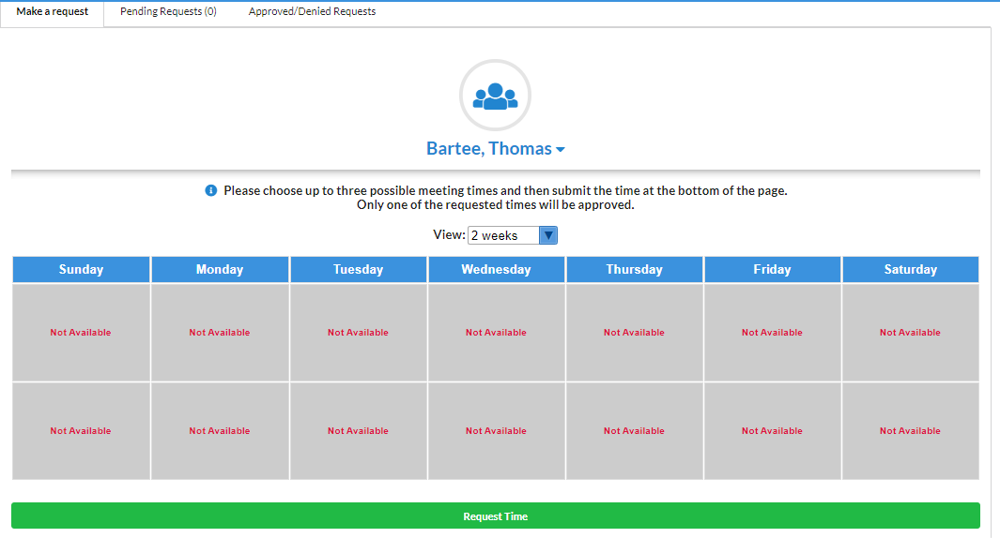 Make a request
Pending Requests (0)
Approved/Denied Requests
Bartee, Thomas
Please choose up to three possible meeting times and then submit the time at the bottom of the page.
Only one of the requested times will be approved.
View: 2 weeks
Sunday Monday Tuesday Wednesday Thursday Friday Saturday
Not Available Not Available Not Available Not Available Not Available Not Available Not Available
Not Available Not Available Not Available Not Available Not Available Not Available Not Available
Request Time